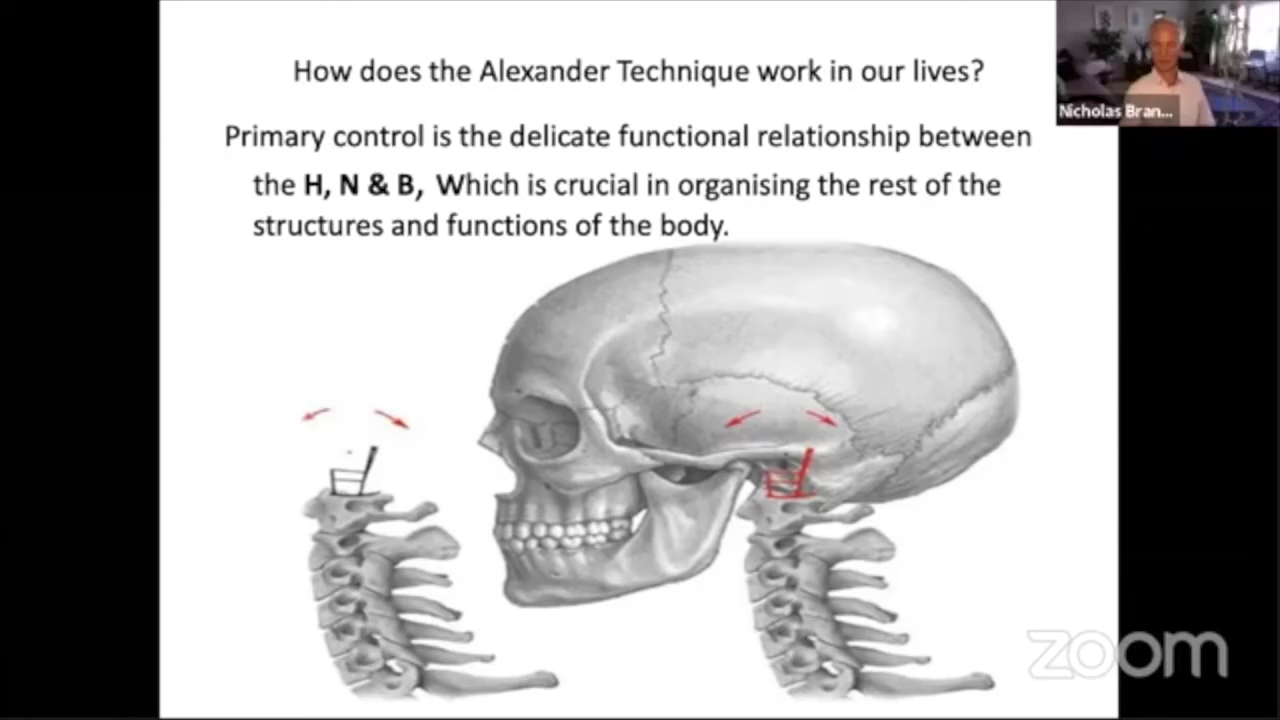 How does the Alexander Technique work in our lives?
Primary control is the delicate functional relationship between
the H, N & B, Which is crucial in organising the rest of the
structures and functions of the body.
Nicholas Bran...
zoom